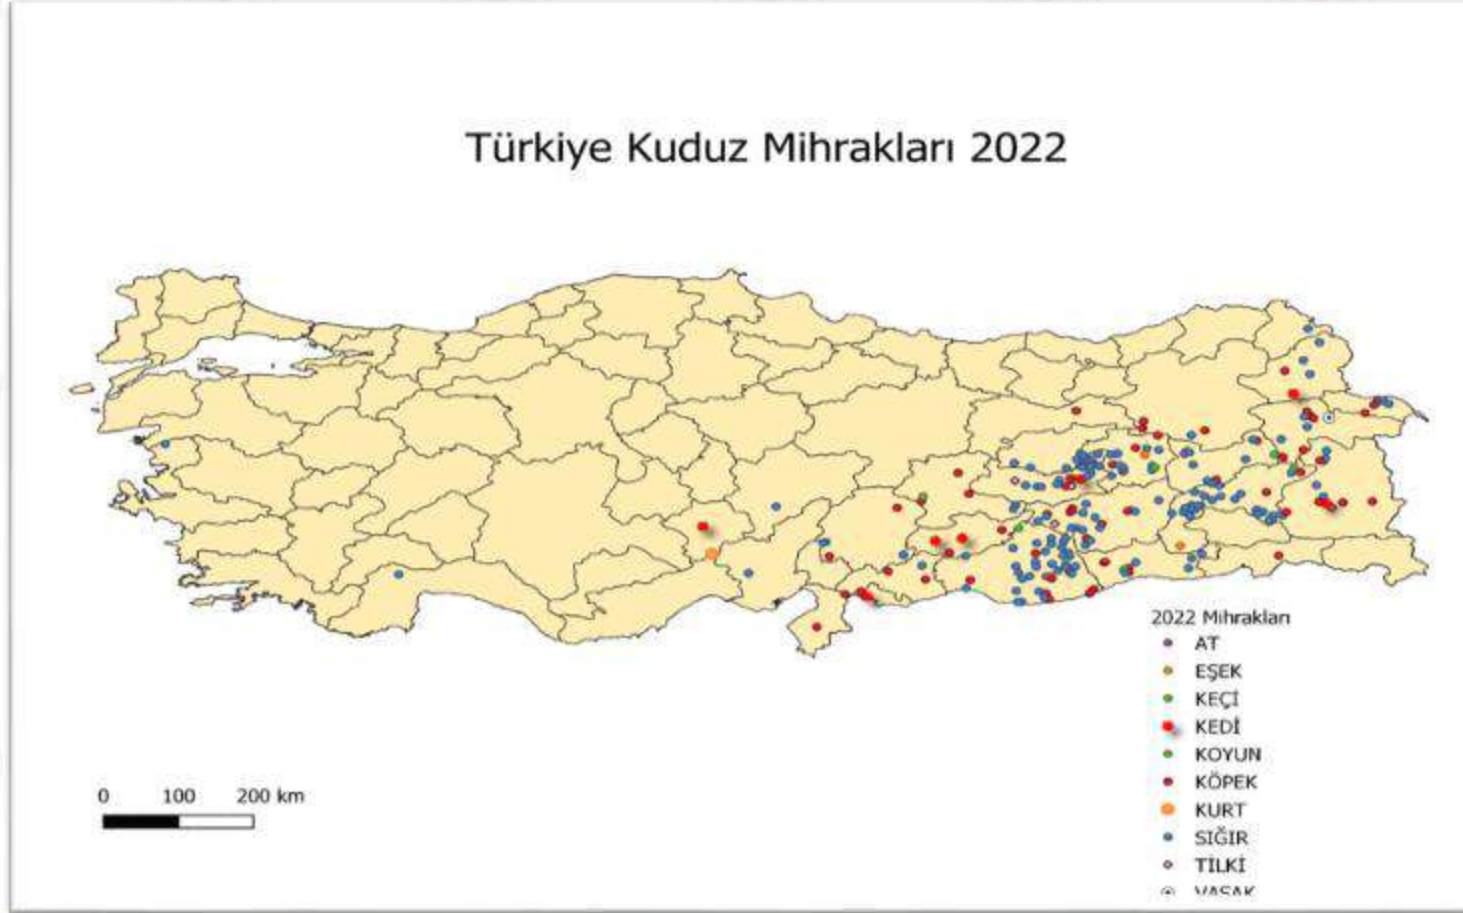 Türkiye Kuduz Mihrakları 2022
2022 Mihrakları
AT
EŞEK
KEÇİ
KEDİ
KOYUN
KÖPEK
KURT
SIĞIR
TİLKİ
VAŞAK
0 100 200 km